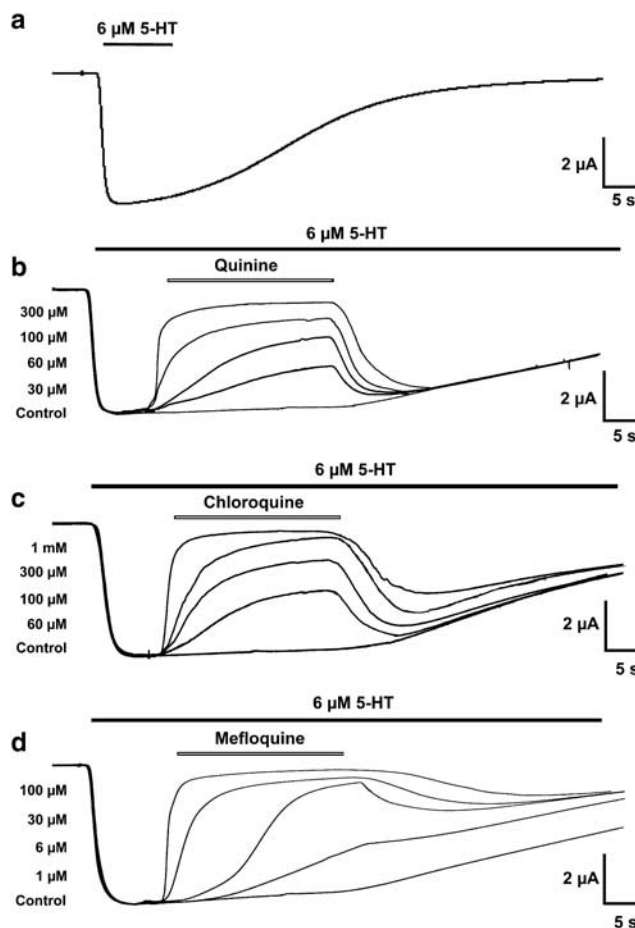 a
6 µM 5-HT
2 µA
5 s
6 µM 5-HT
b
Quinine
300 µM
100 µM
60 µM
30 µM
Control
2 µA
5 s
6 µM 5-HT
c
Chloroquine
1 mM
300 µM
100 µM
60 µM
Control
2 µA
5 s
6 µM 5-HT
d
Mefloquine
100 µM
30 µM
6 µM
1 µM
Control
2 µA
5 s